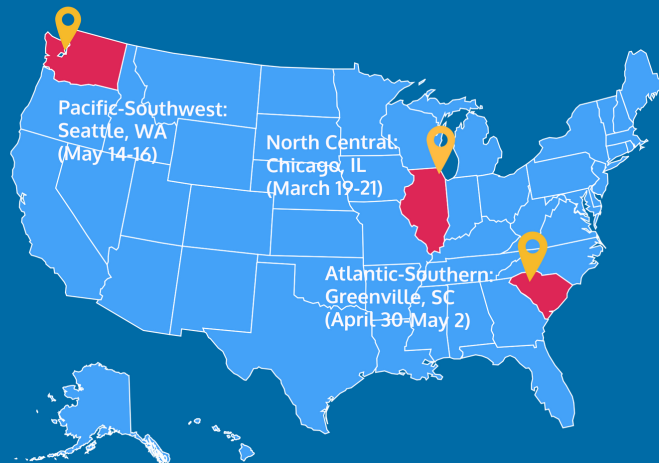 Pacific-Southwest:
Seattle, WA
(May 14-16)
North Central:
Chicago, IL
(March 19-21)
Atlantic-Southern:
Greenville, SC
(April 30-May 2)